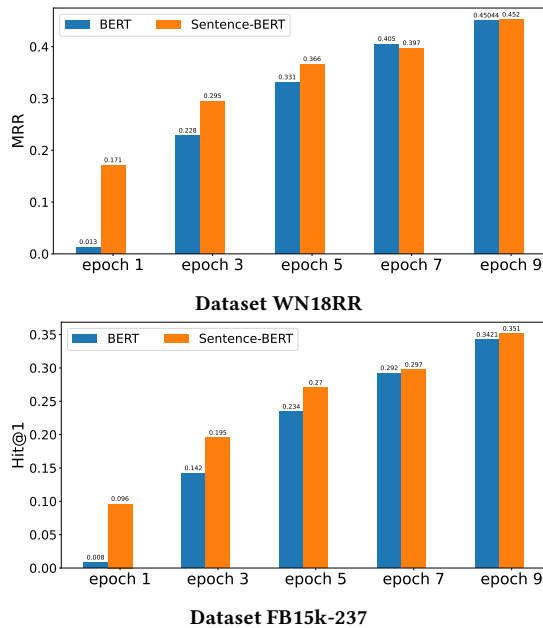 BERT Sentence-BERT
MRR
0.4
0.3
0.2
0.1
0.0
0.013 0.171 0.228 0.295 0.331 0.366 0.405 0.397 0.45044 0.452
epoch 1 epoch 3 epoch 5 epoch 7 epoch 9
Dataset WN18RR
BERT Sentence-BERT
Hit@1
0.35
0.30
0.25
0.20
0.15
0.10
0.05
0.00
0.008 0.096 0.142 0.195 0.234 0.27 0.292 0.297 0.3421 0.351
epoch 1 epoch 3 epoch 5 epoch 7 epoch 9
Dataset FB15k-237